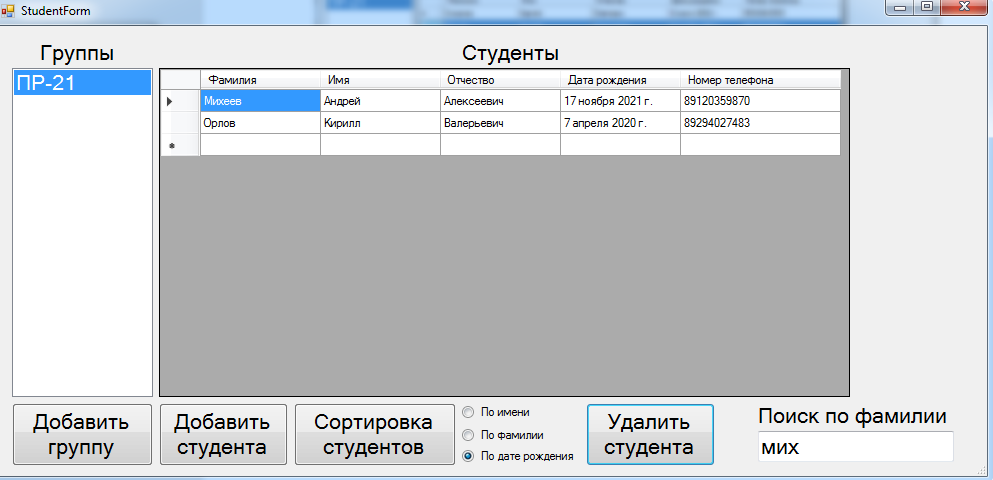 StudentForm
Группы
Студенты
ПР-21
Фамилия Имя Отчество Дата рождения Номер телефона
Михеев Андрей Алексеевич 17 ноября 2021 г. 89120359870
Орлов Кирилл Валерьевич 7 апреля 2020 г. 89294027483
Добавить группу
Добавить студента
Сортировка студентов
По имени
По фамилии
По дате рождения
Удалить студента
Поиск по фамилии
мих